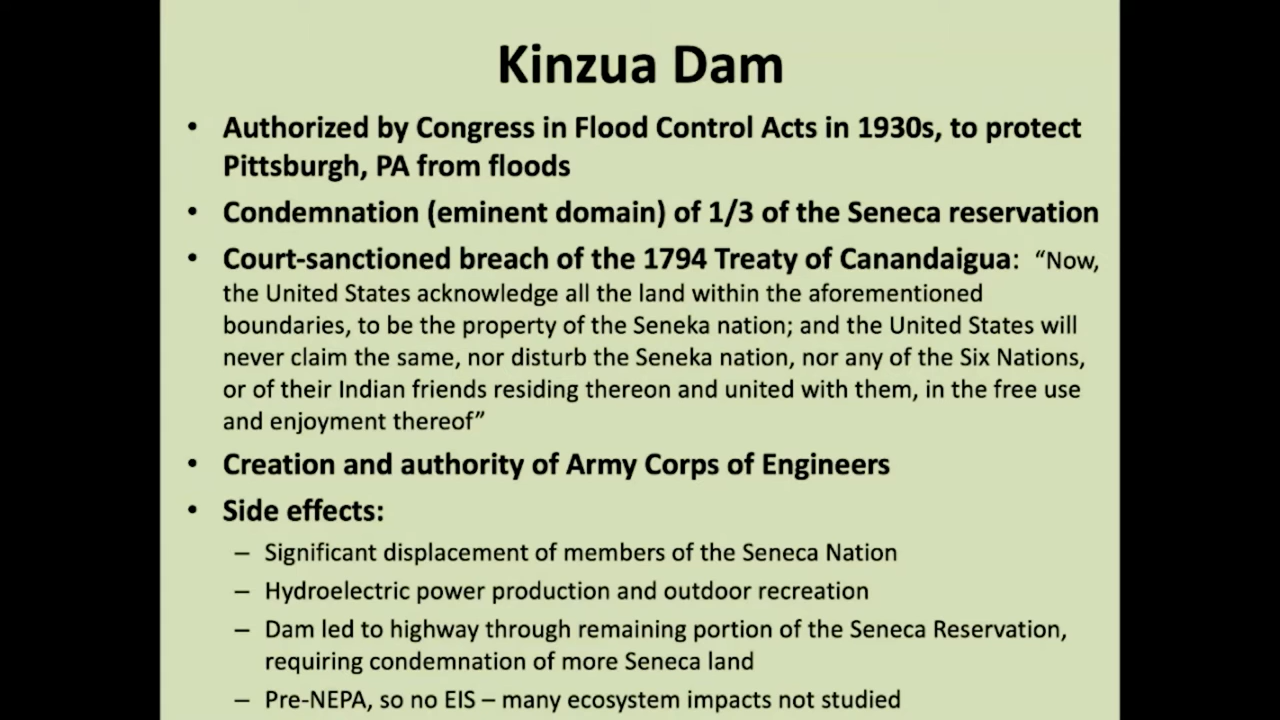 Kinzua Dam
• Authorized by Congress in Flood Control Acts in 1930s, to protect
Pittsburgh, PA from floods
• Condemnation (eminent domain) of 1/3 of the Seneca reservation
• Court-sanctioned breach of the 1794 Treaty of Canandaigua: “Now,
the United States acknowledge all the land within the aforementioned
boundaries, to be the property of the Seneka nation; and the United States will
never claim the same, nor disturb the Seneka nation, nor any of the Six Nations,
or of their Indian friends residing thereon and united with them, in the free use
and enjoyment thereof”
• Creation and authority of Army Corps of Engineers
• Side effects:
– Significant displacement of members of the Seneca Nation
– Hydroelectric power production and outdoor recreation
– Dam led to highway through remaining portion of the Seneca Reservation,
requiring condemnation of more Seneca land
– Pre-NEPA, so no EIS – many ecosystem impacts not studied